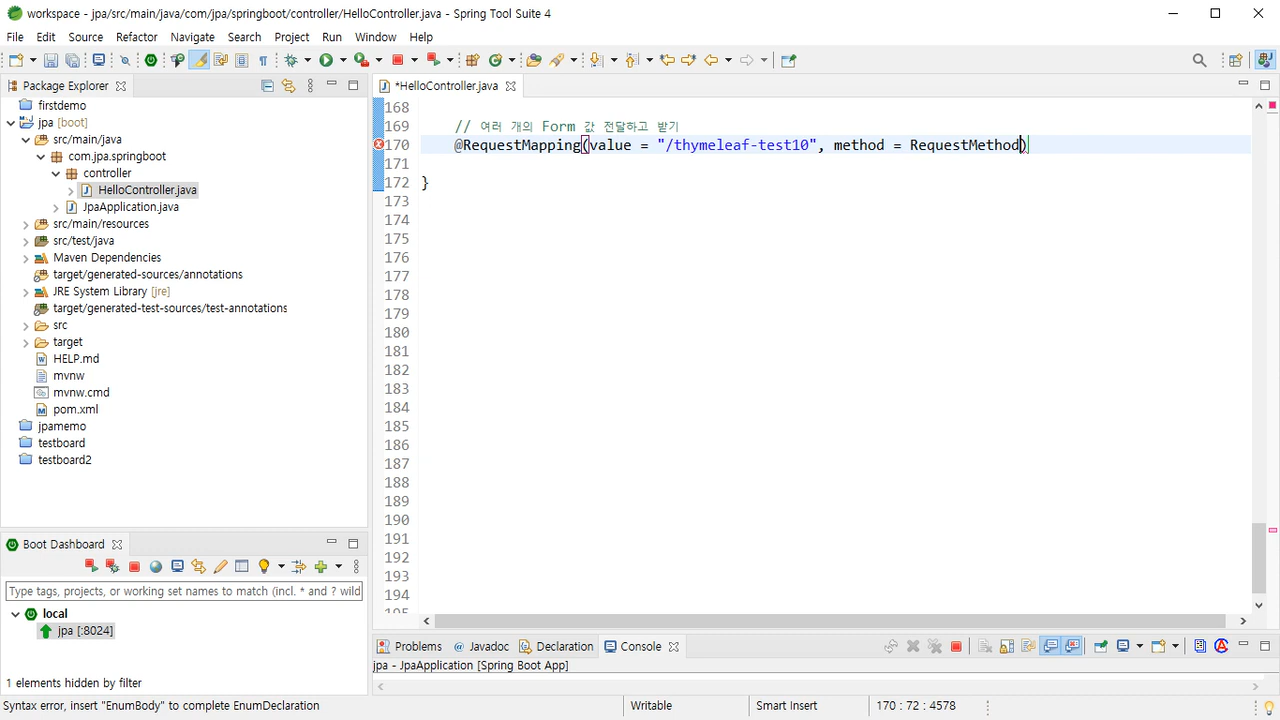 workspace - jpa/src/main/java/com/jpa/springboot/controller/HelloController.java - Spring Tool Suite 4
File Edit Source Refactor Navigate Search Project Run Window Help
Package Explorer
firstdemo
jpa [boot]
src/main/java
com.jpa.springboot
controller
HelloController.java
JpaApplication.java
src/main/resources
src/test/java
Maven Dependencies
target/generated-sources/annotations
JRE System Library [jre]
target/generated-test-sources/test-annotations
src
target
HELP.md
mvnw
mvnw.cmd
pom.xml
jpamemo
testboard
testboard2
*HelloController.java
168
169 // 여러 개의 Form 값 전달하고 받기
170 @RequestMapping(value = "/thymeleaf-test10", method = RequestMethod)
171
172 }
173
174
175
176
177
178
179
180
181
182
183
184
185
186
187
188
189
190
191
192
193
194
195
Boot Dashboard
Type tags, projects, or working set names to match (incl. * and ? wild
local
jpa [:8024]
1 elements hidden by filter
Problems @ Javadoc Declaration Console
jpa - JpaApplication [Spring Boot App]
Syntax error, insert "EnumBody" to complete EnumDeclaration
Writable
Smart Insert
170 : 72 : 4578